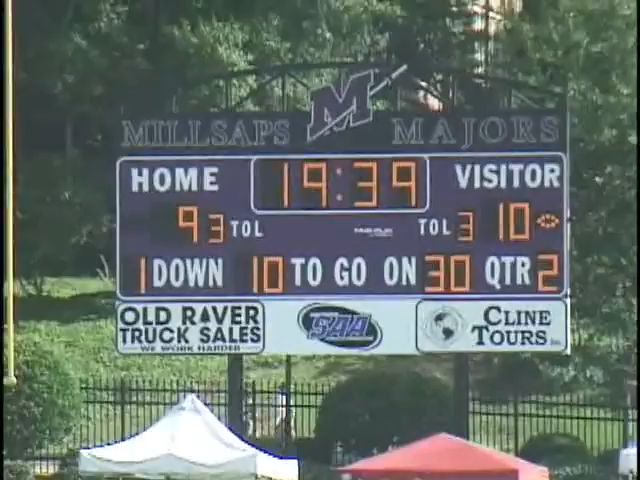 MILLSAPS M MAJORS
HOME 19:39 VISITOR
9 3 TOL TOL 3 10
1 DOWN 10 TO GO ON 30 QTR 2
OLD RIVER
TRUCK SALES
WE WORK HARDER
SAA
CLINE
TOURS